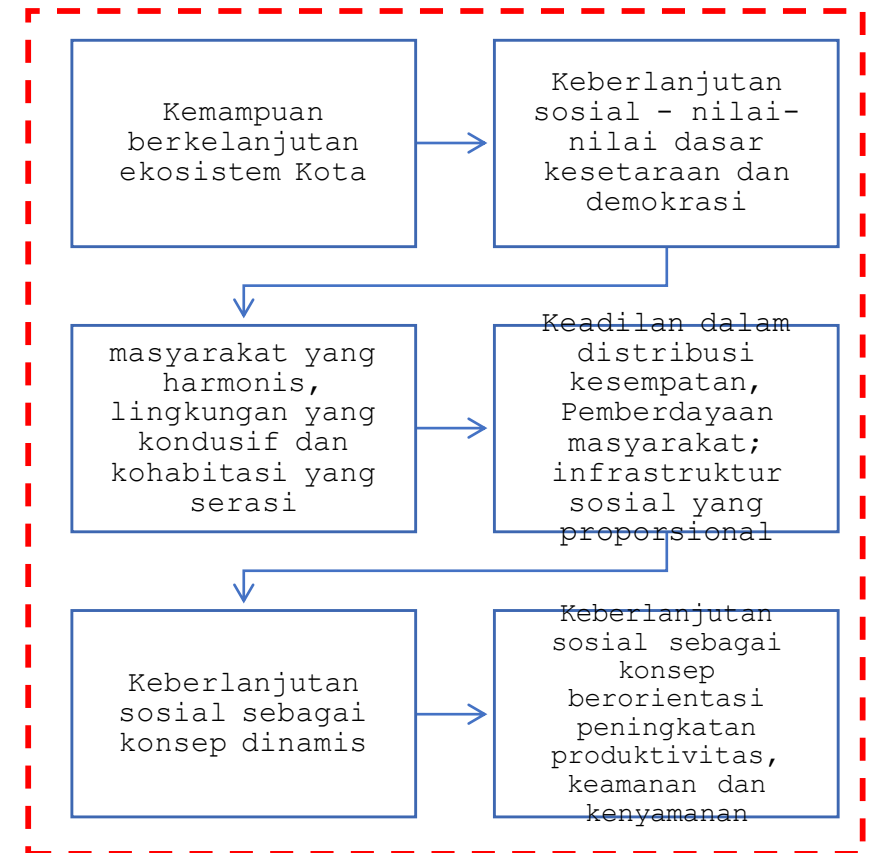 Kemampuan
berkelanjutan
ekosistem Kota
Keberlanjutan
sosial - nilai-
nilai dasar
kesetaraan dan
demokrasi
masyarakat yang
harmonis,
lingkungan yang
kondusif dan
kohabitasi yang
serasi
Keadilan dalam
distribusi
kesempatan,
Pemberdayaan
masyarakat;
infrastruktur
sosial yang
proporsional
Keberlanjutan
sosial sebagai
konsep dinamis
Keberlanjutan
sosial sebagai
konsep
berorientasi
peningkatan
produktivitas,
keamanan dan
kenyamanan